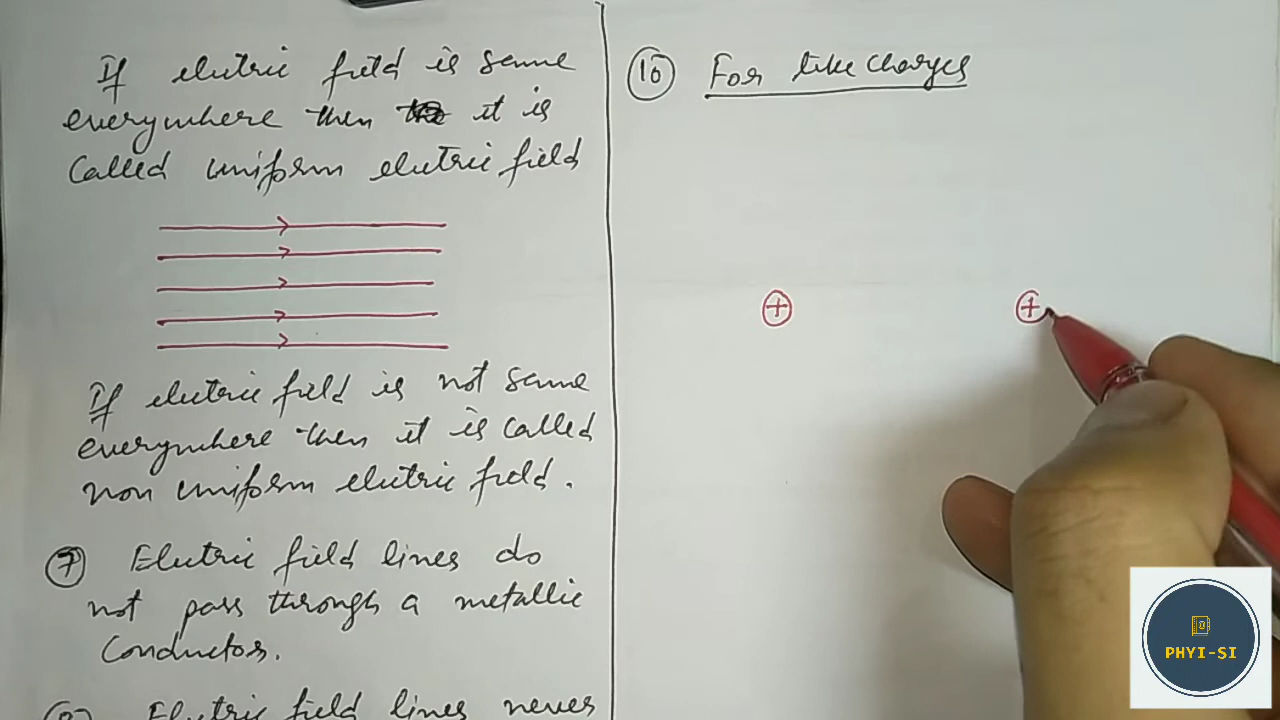 If electric field is same
everywhere then it is
called uniform electric field
If electric field is not same
everywhere then it is called
non uniform electric field.
7 Electric field lines do
not pass through a metallic
Conductor.
Electric field lines never
10 For like charges
+ +
PHYI-SI